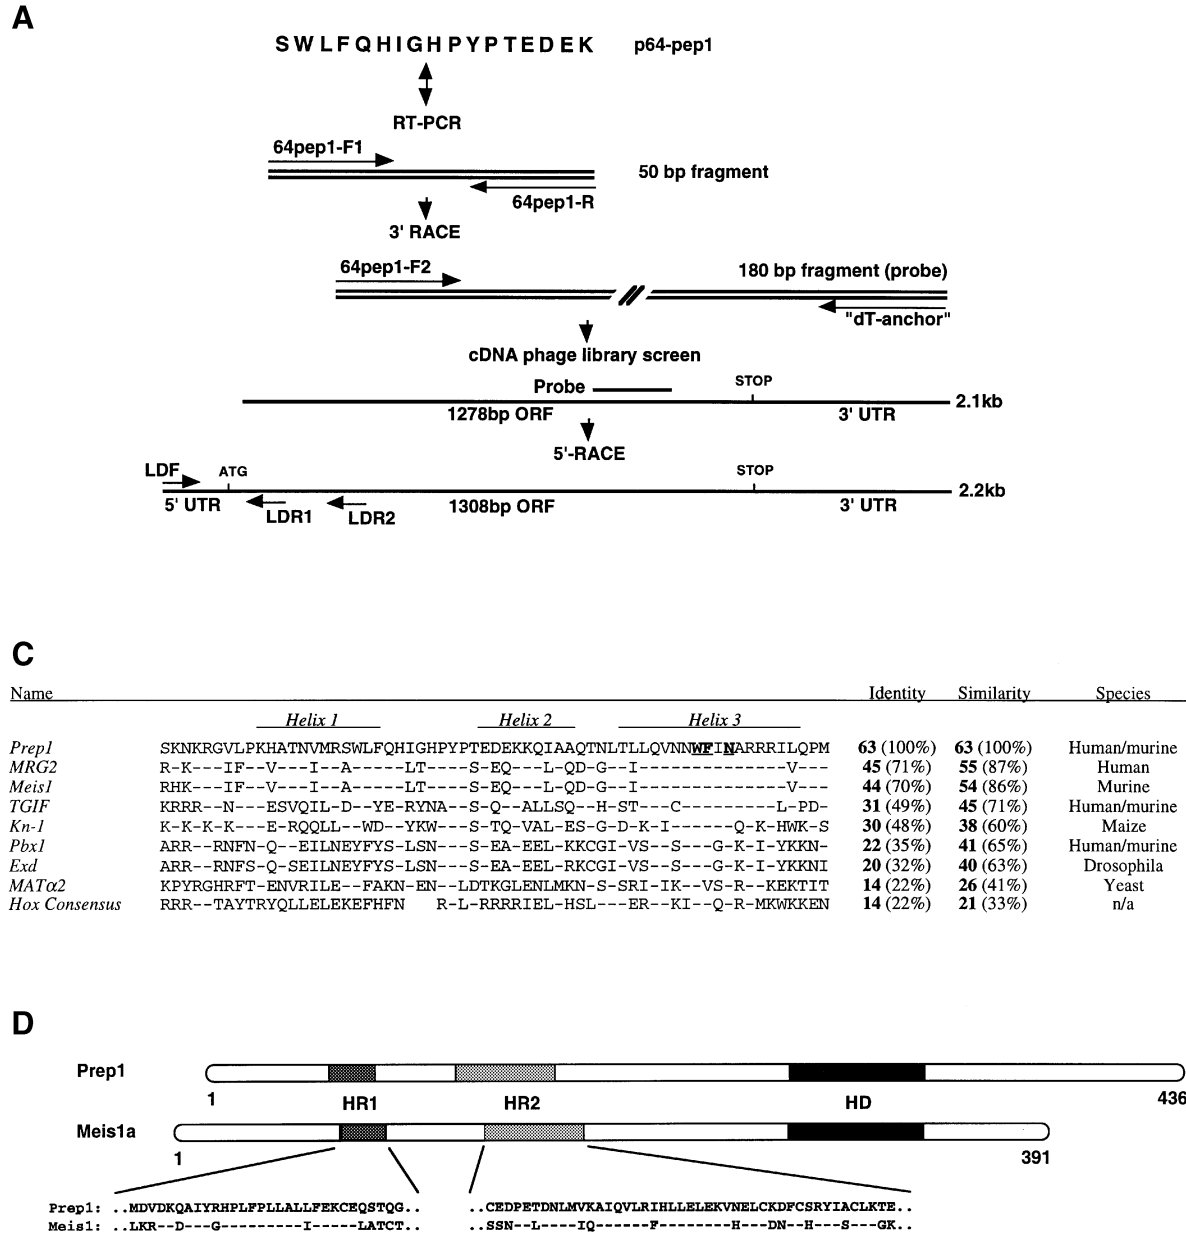 A
SWLFQHIGHPYPTEDEK p64-pep1
RT-PCR
64pep1-F1
50 bp fragment
64pep1-R
3' RACE
64pep1-F2 180 bp fragment (probe)
"dT-anchor"
cDNA phage library screen
Probe STOP
2.1kb
1278bp ORF 3' UTR
5'-RACE
LDF ATG STOP
2.2kb
5' UTR LDR1 LDR2 1308bp ORF 3' UTR
C
Name Identity Similarity Species
Helix 1 Helix 2 Helix 3
Prep1 SKNKRGVLPKHATNVMRSWLFQHIGHPYPTEDEKKQIAAQTNLTLLQVNNWFINARRRILQPM 63 (100%) 63 (100%) Human/murine
MRG2 R-K---IF--V---I--A-----LT----S-EQ---L-QD-G--I--------------V--- 45 (71%) 55 (87%) Human
Meis1 RHK---IF--V---I--A-----LT----S-EQ---L-QD-G--I--------------V--- 44 (70%) 54 (86%) Murine
TGIF KRRR--N---ESVQIL-D--YE-RYNA--S--Q--ALLSQ--H-ST---C---------L-PD- 31 (49%) 45 (71%) Human/murine
Kn-1 K-K-K-K---E-RQQLL--WD--YKW---S-TQ-VAL-ES-G-D-K-I------Q-K-HWK-S 30 (48%) 38 (60%) Maize
Pbx1 ARR--RNFN-Q--EILNEYFYS-LSN---S-EA-EEL-KKCGI-VS--S---G-K-I-YKKN- 22 (35%) 41 (65%) Human/murine
Exd ARR--RNFS-Q-SEILNEYFYS-LSN---S-EA-EEL-RKCGI-VS--S---G-K-I-YKKNI 20 (32%) 40 (63%) Drosophila
MATα2 KPYRGHRFT-ENVRILE--FAKN-EN--LDTKGLENLMKN-S-SRI-IK--VS-R--KEKTIT 14 (22%) 26 (41%) Yeast
Hox Consensus RRR--TAYTRYQLLELEKEFHFN R-L-RRRRIEL-HSL---ER--KI--Q-R-MKWKKEN 14 (22%) 21 (33%) n/a
D
Prep1
1 HR1 HR2 HD 436
Meis1a
1 391
Prep1: ..MDVDKQAIYRHPLFPLLALLFEKCEQSTQG.. ..CEDPETDNLMVKAIQVLRIHLLELEKVNELCKDFCSRYIACLKTE..
Meis1: ..LKR--D---G----------I-----LATCT.. ..SSN--L-----IQ-------F---------H---DN--H---S---GK..